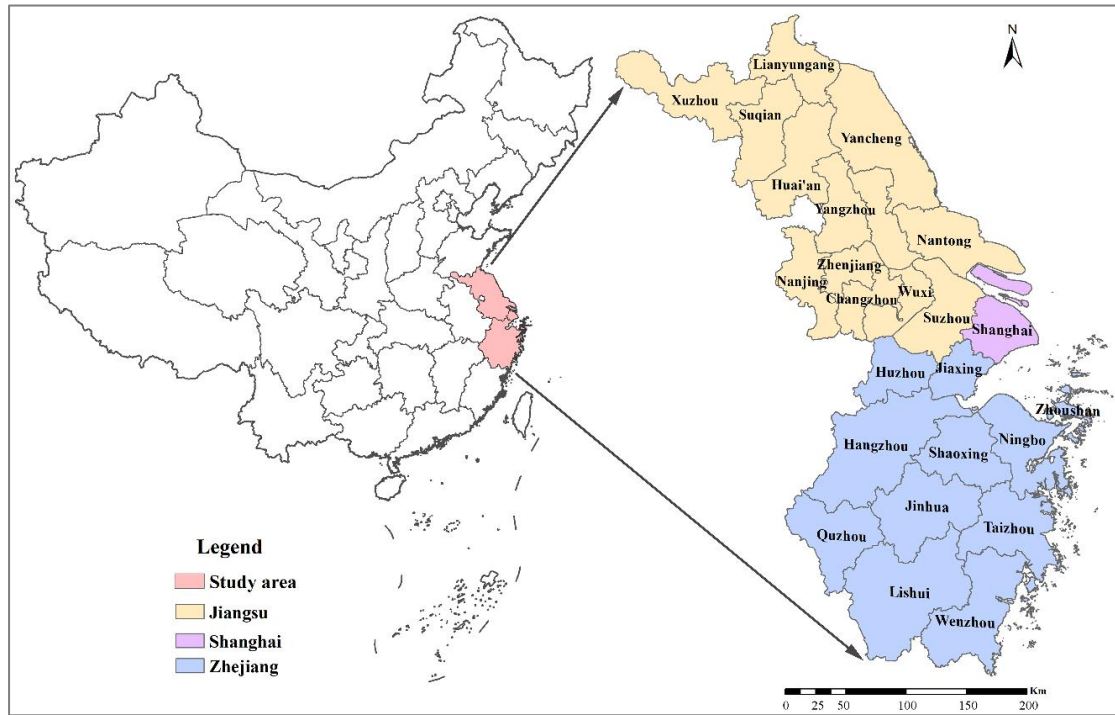 N
Lianyungang
Xuzhou
Suqian
Yancheng
Huai'an
Yangzhou
Nantong
Zhenjiang
Nanjing
Wuxi
Changzhou
Suzhou
Shanghai
Huzhou
Jiaxing
Zhoushan
Hangzhou
Shaoxing
Ningbo
Jinhua
Taizhou
Quzhou
Lishui
Wenzhou
Legend
Study area
Jiangsu
Shanghai
Zhejiang
Km
0 25 50 100 150 200